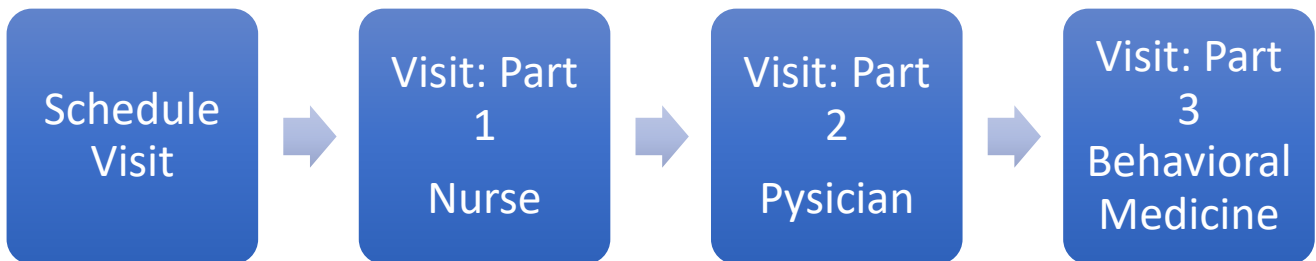 Schedule
Visit
Visit: Part
1
Nurse
Visit: Part
2
Pysician
Visit: Part
3
Behavioral
Medicine